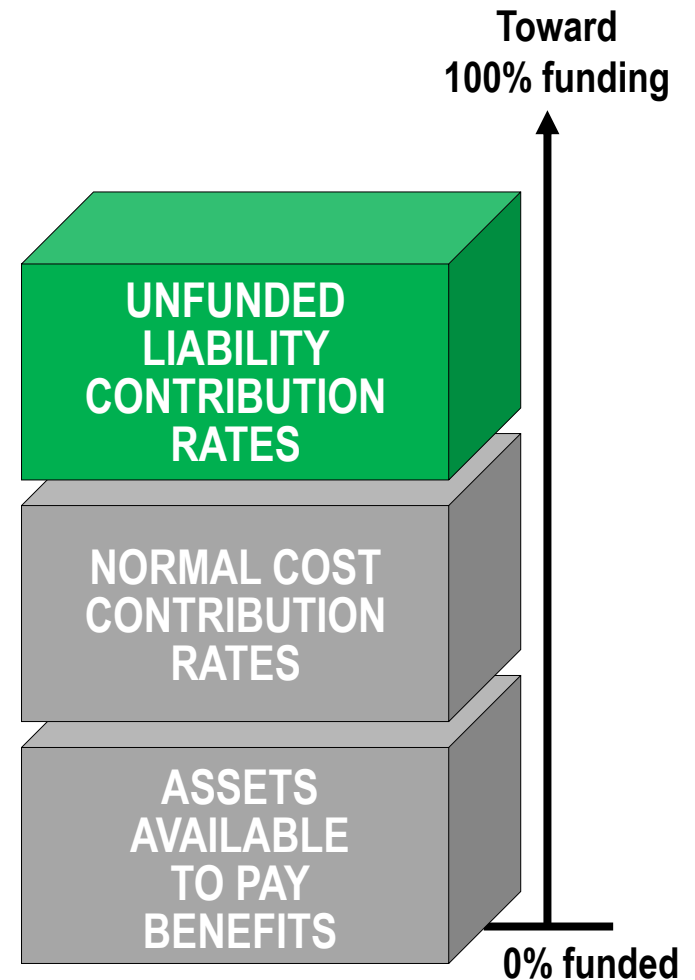 Toward
100% funding
UNFUNDED
LIABILITY
CONTRIBUTION
RATES
NORMAL COST
CONTRIBUTION
RATES
ASSETS
AVAILABLE
TO PAY
BENEFITS
0% funded